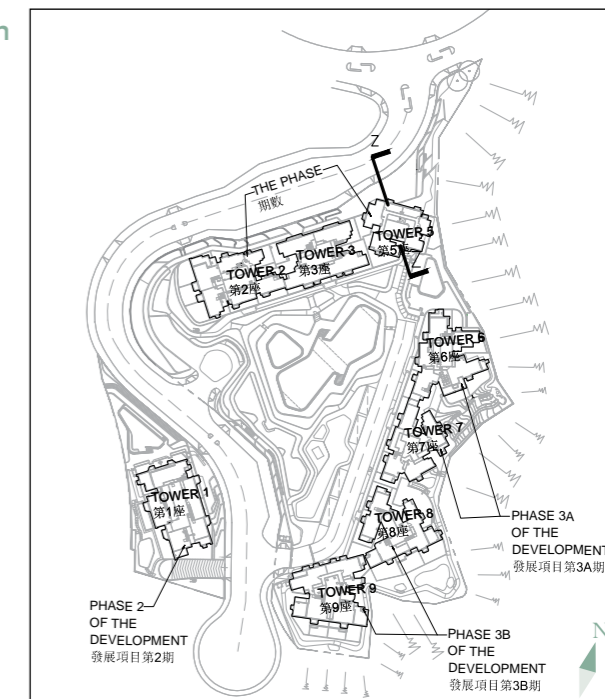 n
Z
THE PHASE
期數
TOWER 5
第5座
TOWER 3
第3座
TOWER 2
第2座
TOWER 6
第6座
TOWER 7
第7座
TOWER 1
第1座
TOWER 8
第8座
PHASE 3A
OF THE
DEVELOPMENT
發展項目第3A期
TOWER 9
第9座
PHASE 2
OF THE
DEVELOPMENT
發展項目第2期
PHASE 3B
OF THE
DEVELOPMENT
發展項目第3B期
N